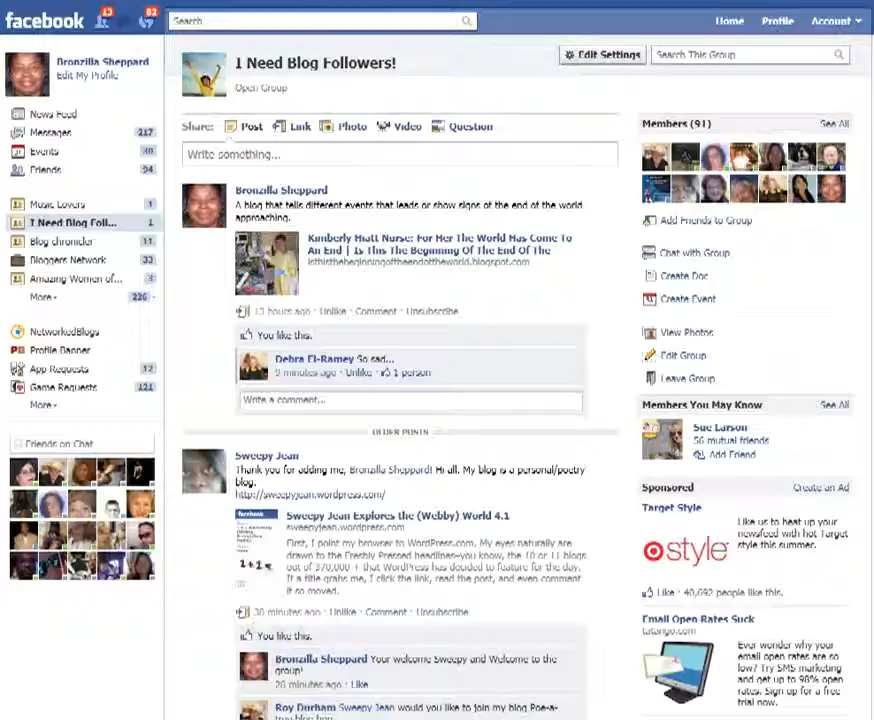 facebook
13
82
Search
Home Profile Account
Bronzilla Sheppard
Edit My Profile
News Feed
Messages 217
Events 30
Friends 94
Music Lovers 1
I Need Blog Foll... 1
Blog chronicler 11
Bloggers Network 33
Amazing Women of... 3
More 226
NetworkedBlogs
Profile Banner
App Requests 12
Game Requests 121
More
Friends on Chat
I Need Blog Followers!
Open Group
Edit Settings
Search This Group
Share: Post Link Photo Video Question
Write something...
Bronzilla Sheppard
A blog that tells different events that leads or show signs of the end of the world
approaching.
Kimberly Hiatt Nurse: For Her The World Has Come To
An End | Is This The Beginning Of The End Of The
isthisthebeginningoftheendoftheworld.blogspot.com
13 hours ago · Unlike · Comment · Unsubscribe
You like this.
Debra El-Ramey So sad...
9 minutes ago · Unlike · 1 person
Write a comment...
OLDER POSTS
Sweepy Jean
Thank you for adding me, Bronzilla Sheppard! Hi all. My blog is a personal/poetry
blog.
http://sweepyjean.wordpress.com/
facebook
1+1=
Sweepy Jean Explores the (Webby) World 4.1
sweepyjean.wordpress.com
First, I point my browser to WordPress.com. My eyes naturally are
drawn to the Freshly Pressed headlines—you know, the 10 or 11 blogs
out of 370,000 + that WordPress has decided to feature for the day.
If a title grabs me, I click the link, read the post, and even comment
if so moved.
30 minutes ago · Unlike · Comment · Unsubscribe
You like this.
Bronzilla Sheppard Your welcome Sweepy and Welcome to the
group!
26 minutes ago · Like
Roy Durham Sweepy Jean would you like to join my blog Poe-a-
Members (91) See All
Add Friends to Group
Chat with Group
Create Doc
Create Event
View Photos
Edit Group
Leave Group
Members You May Know See All
Sue Larson
56 mutual friends
Add Friend
Sponsored Create an Ad
Target Style
style
Like us to heat up your
newsfeed with hot Target
style this summer.
Like · 40,692 people like this.
Email Open Rates Suck
tatango.com
Ever wonder why your
email open rates are so
low? Try SMS marketing
and get up to 98% open
rates. Sign up for a free
trial now.